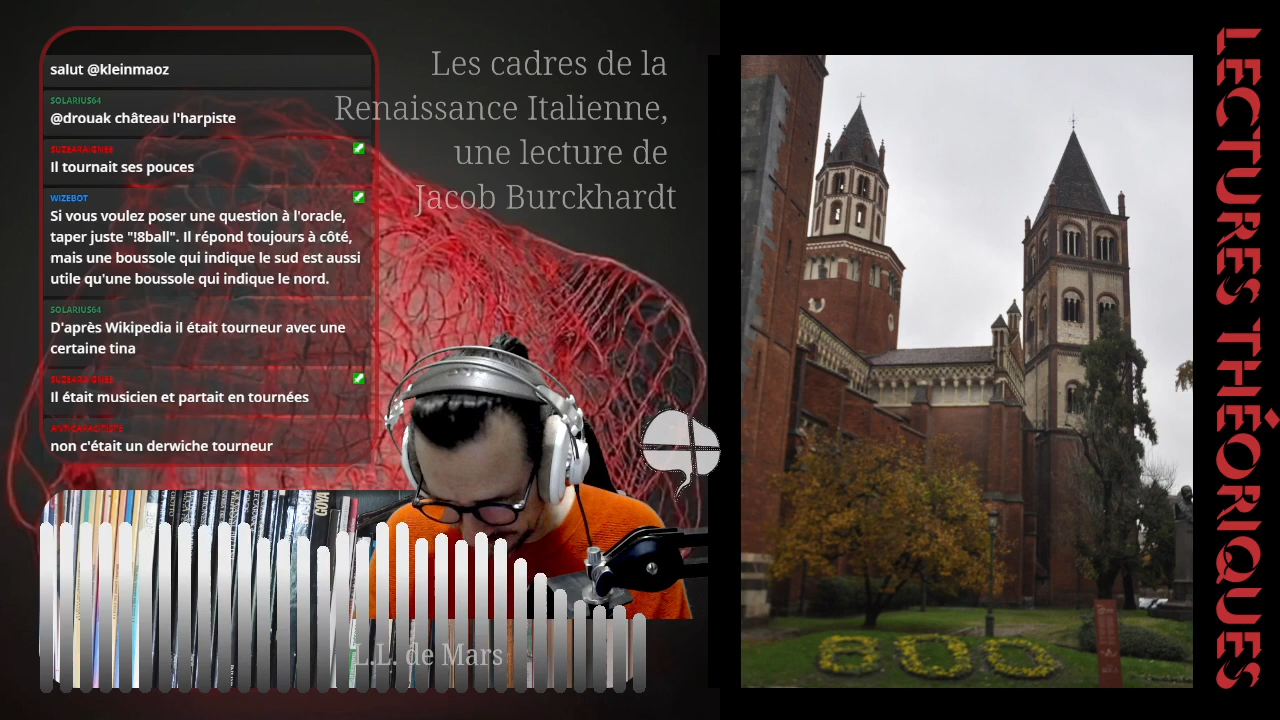 salut @kleinmaoz
SOLARIUS64
@drouak château l'harpiste
SUZEARAIGNEE
Il tournait ses pouces
WIZEBOT
Si vous voulez poser une question à l'oracle,
taper juste "!8ball". Il répond toujours à côté,
mais une boussole qui indique le sud est aussi
utile qu'une boussole qui indique le nord.
SOLARIUS64
D'après Wikipedia il était tourneur avec une
certaine tina
SUZEARAIGNEE
Il était musicien et partait en tournées
non c'était un derwiche tourneur
Les cadres de la
Renaissance Italienne,
une lecture de
Jacob Burckhardt
GOYA
L.L. de Mars
800
LECTURES THÉORIQUES